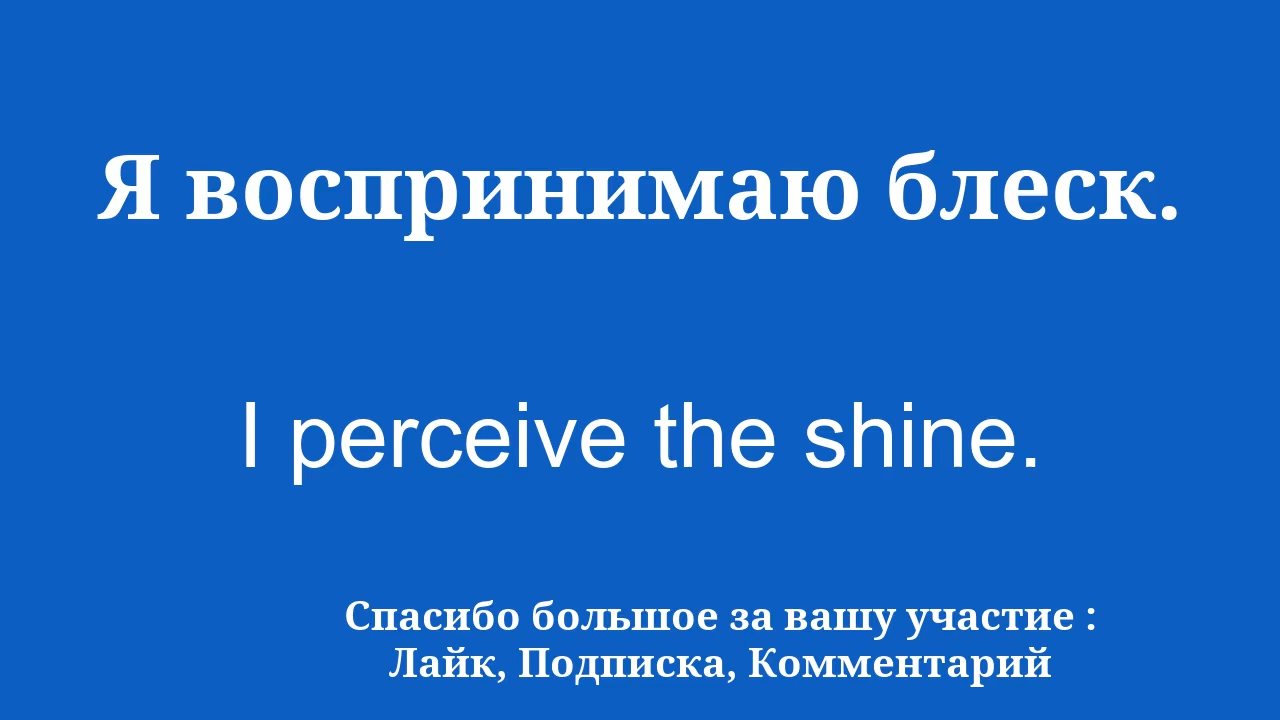 Я воспринимаю блеск.
I perceive the shine.
Спасибо большое за вашу участие :
Лайк, Подписка, Комментарий